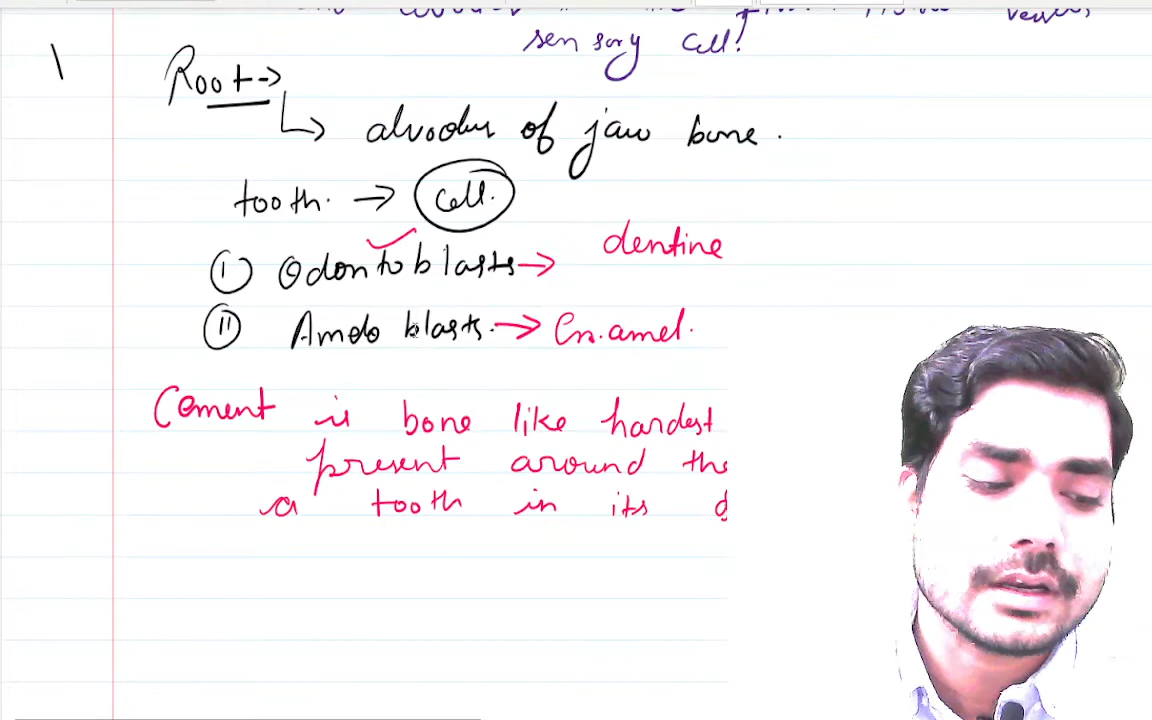 sensory cell.
1
Root->
alveolus of jaw bone.
tooth. → cell.
I Odontoblasts → dentine
II Ameloblasts. → Enamel.
Cement is bone like hardest
present around the
a tooth in its